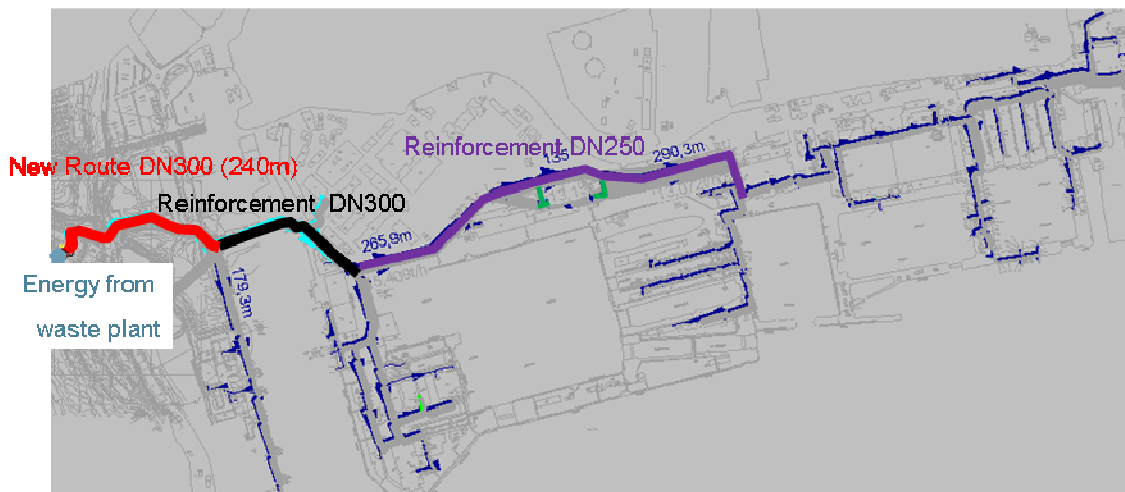 Reinforcement DN250
135
290,3m
New Route DN300 (240m)
Reinforcement DN300
265,9m
179,3m
Energy from
waste plant